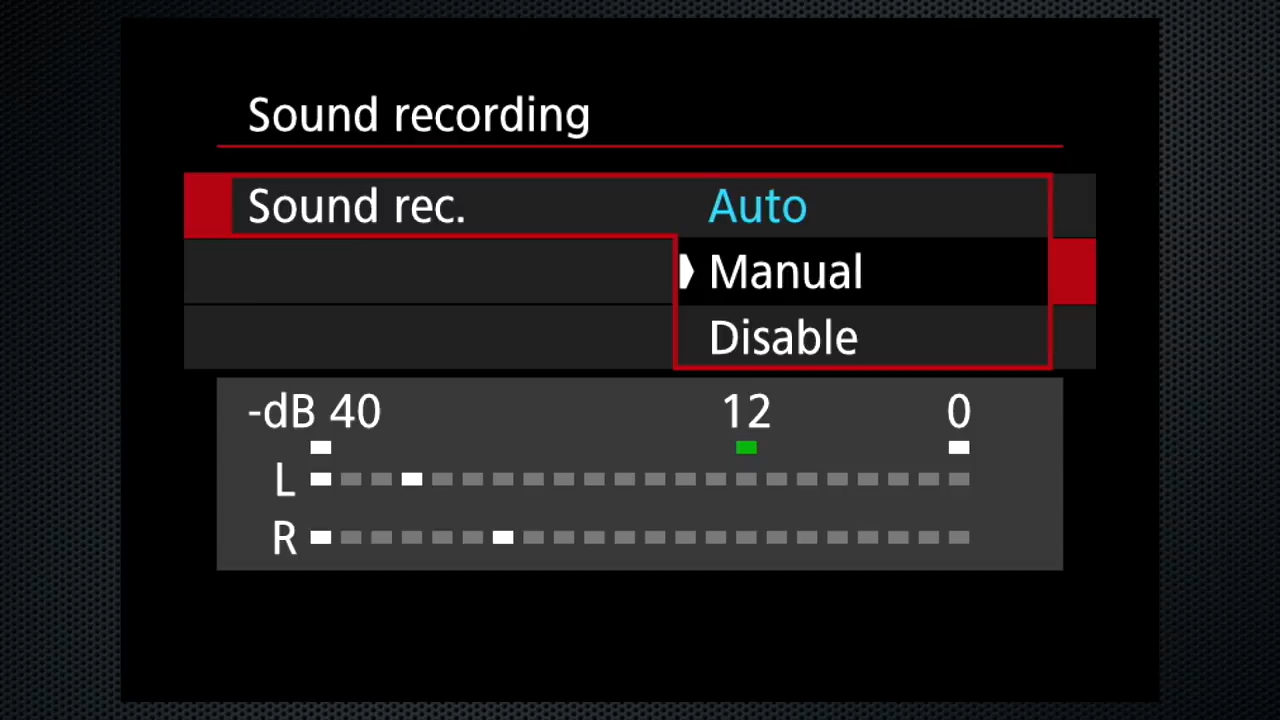 Sound recording
Sound rec. Auto
Manual
Disable
-dB 40 12 0
L
R